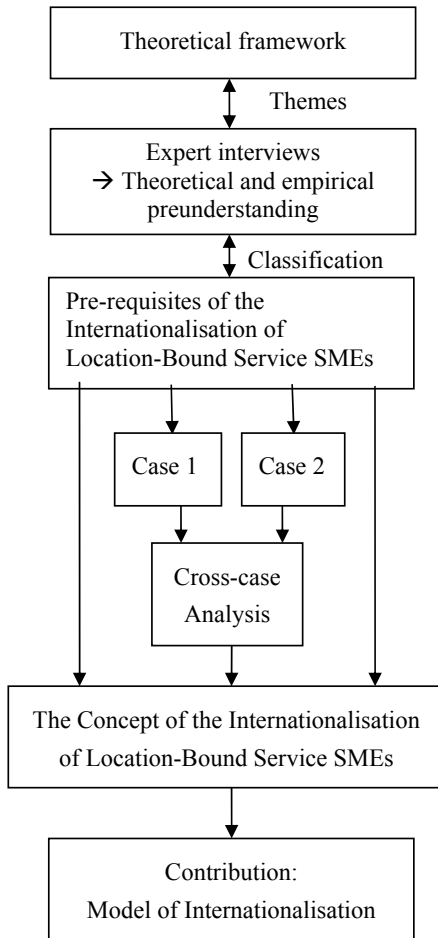 Theoretical framework
Themes
Expert interviews
→ Theoretical and empirical
preunderstanding
Classification
Pre-requisites of the
Internationalisation of
Location-Bound Service SMEs
Case 1
Case 2
Cross-case
Analysis
The Concept of the Internationalisation
of Location-Bound Service SMEs
Contribution:
Model of Internationalisation